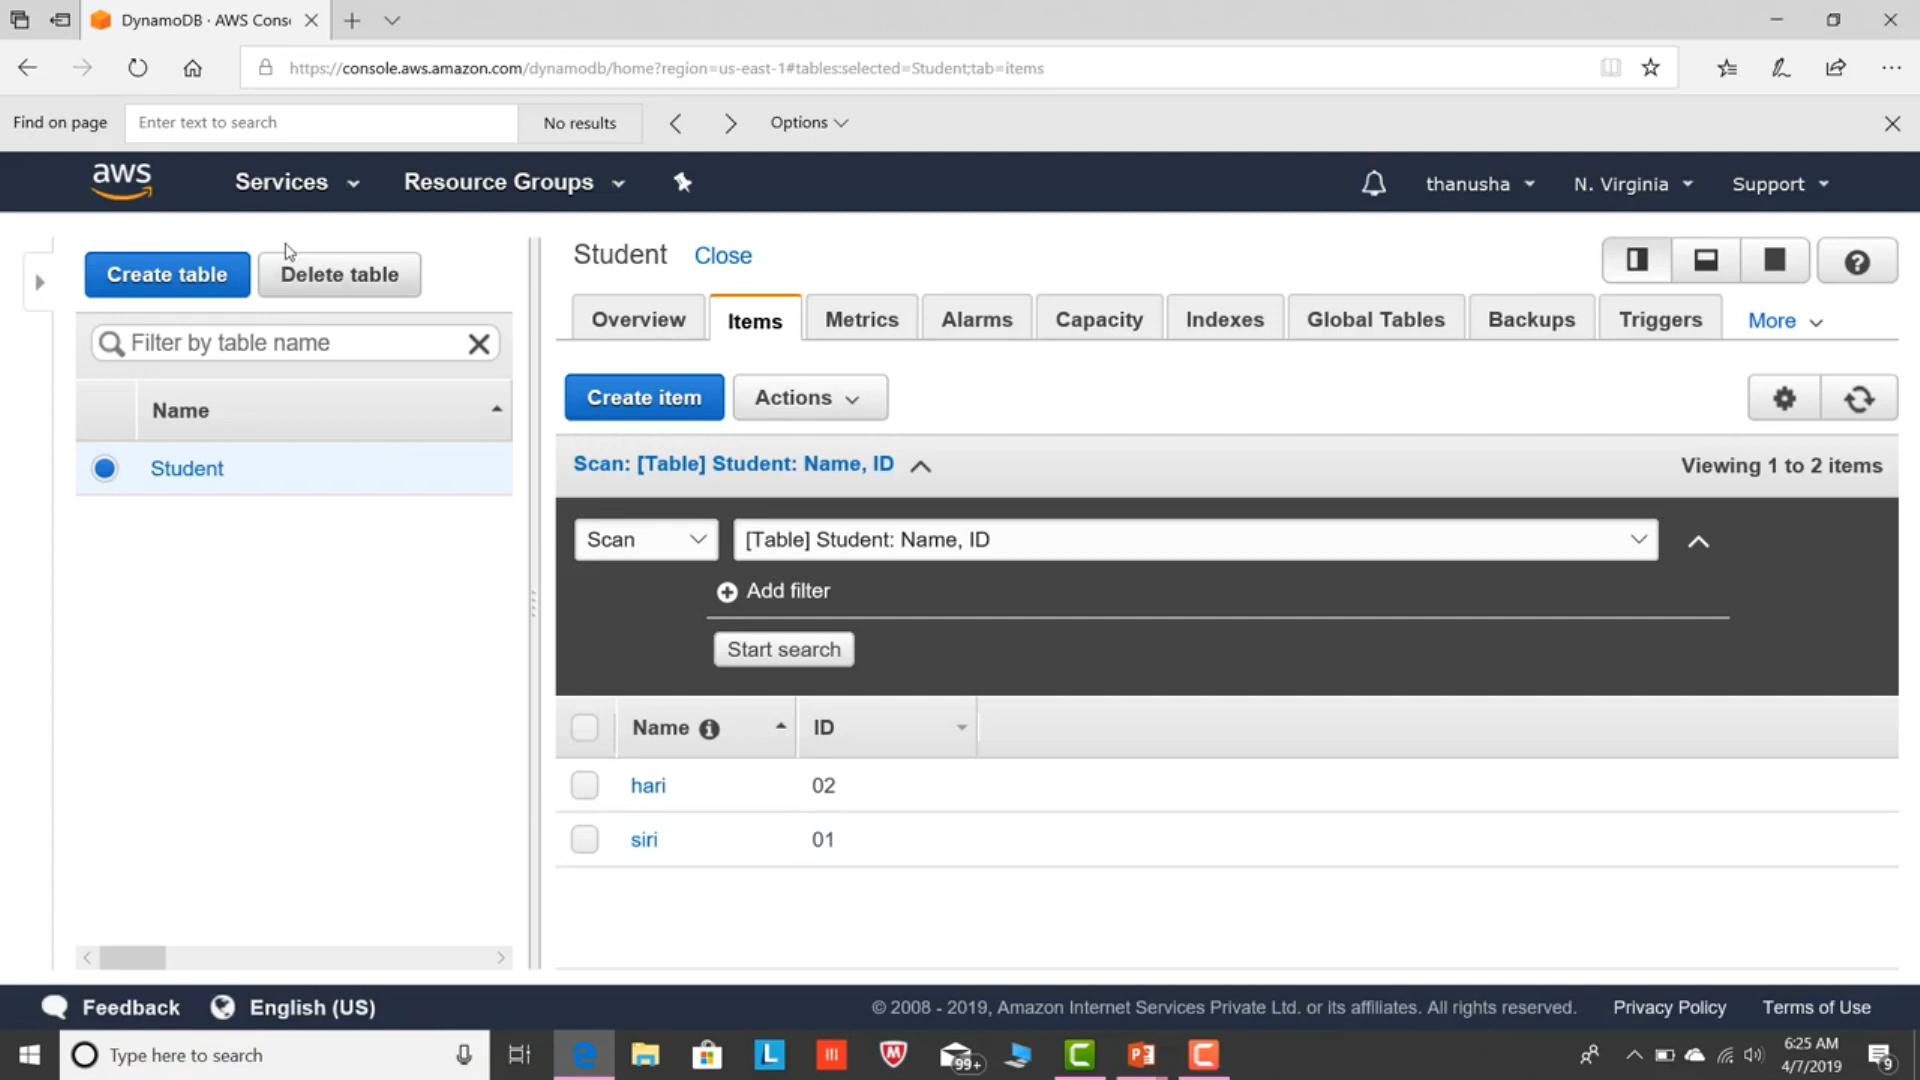 DynamoDB · AWS Cons
https://console.aws.amazon.com/dynamodb/home?region=us-east-1#tables:selected=Student;tab=items
Find on page
Enter text to search
No results
Options
aws
Services
Resource Groups
thanusha
N. Virginia
Support
Create table
Delete table
Filter by table name
Name
Student
Student
Close
Overview
Items
Metrics
Alarms
Capacity
Indexes
Global Tables
Backups
Triggers
More
Create item
Actions
Scan: [Table] Student: Name, ID
Viewing 1 to 2 items
Scan
[Table] Student: Name, ID
Add filter
Start search
Name
ID
hari
02
siri
01
Feedback
English (US)
© 2008 - 2019, Amazon Internet Services Private Ltd. or its affiliates. All rights reserved.
Privacy Policy
Terms of Use
Type here to search
L
99+
C
P
C
6:25 AM
4/7/2019
9